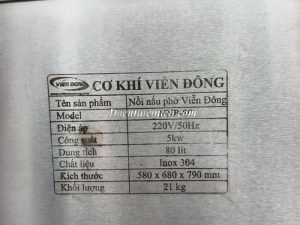 VIỄN ĐÔNG CƠ KHÍ VIỄN ĐÔNG
Tên sản phẩm Nồi nấu phở Viễn Đông
Model
Điện áp 220V/50Hz
Công suất 5kw
Dung tích 80 lít
Chất liệu Inox 304
Kích thước 580 x 680 x 790 mm
Khối lượng 21 kg